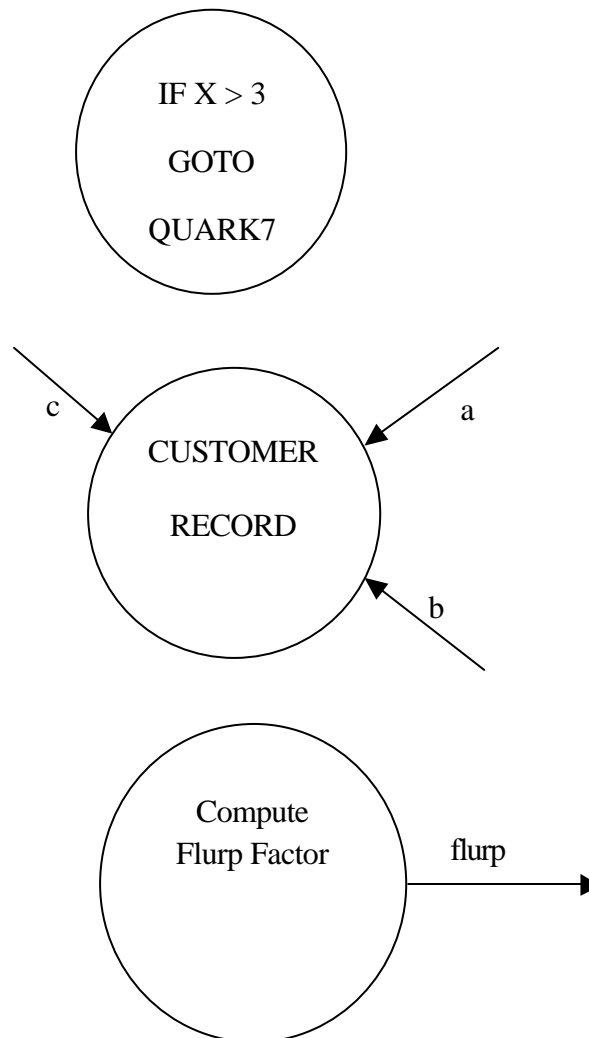 IF X > 3
GOTO
QUARK7
c
a
CUSTOMER
RECORD
b
Compute
Flurp Factor
flurp